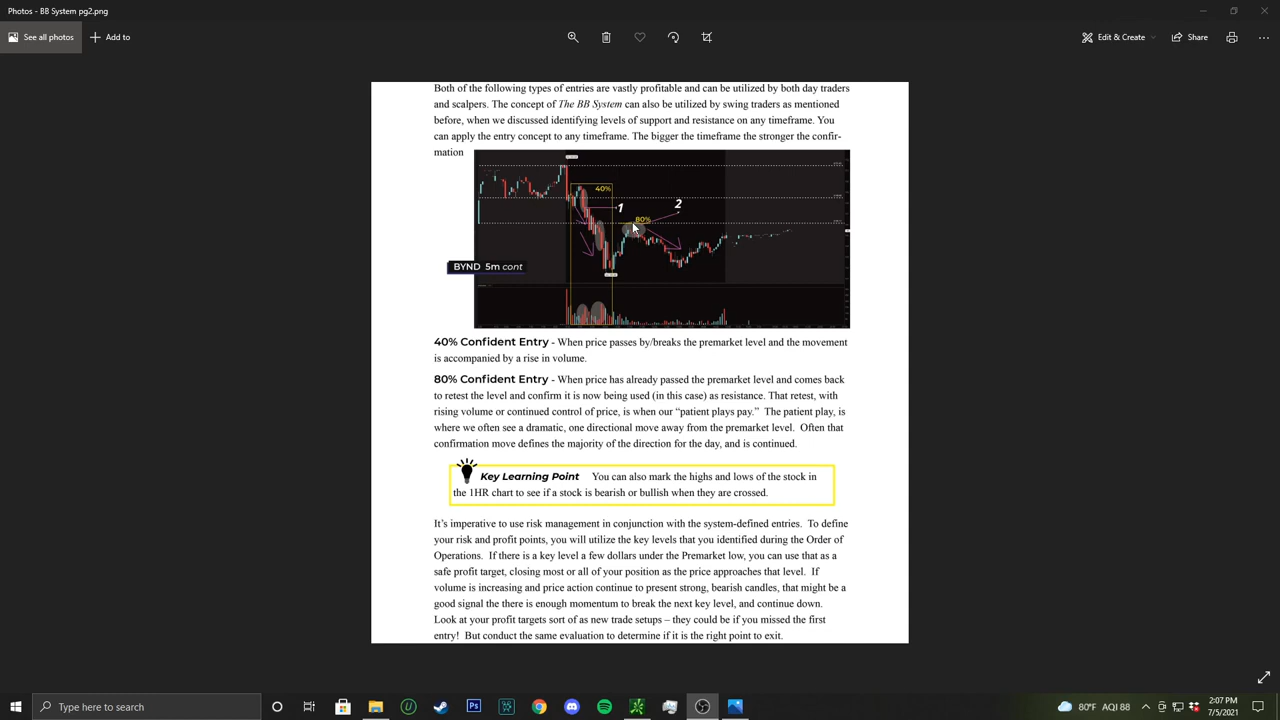 Photos - BB System pg2.png
See all photos
Add to
Edit & Create
Share
Both of the following types of entries are vastly profitable and can be utilized by both day traders
and scalpers. The concept of The BB System can also be utilized by swing traders as mentioned
before, when we discussed identifying levels of support and resistance on any timeframe. You
can apply the entry concept to any timeframe. The bigger the timeframe the stronger the confir-
mation
40%
1
80%
2
BYND 5m cont
40% Confident Entry - When price passes by/breaks the premarket level and the movement
is accompanied by a rise in volume.
80% Confident Entry - When price has already passed the premarket level and comes back
to retest the level and confirm it is now being used (in this case) as resistance. That retest, with
rising volume or continued control of price, is when our “patient plays pay.” The patient play, is
where we often see a dramatic, one directional move away from the premarket level. Often that
confirmation move defines the majority of the direction for the day, and is continued.
Key Learning Point You can also mark the highs and lows of the stock in
the 1HR chart to see if a stock is bearish or bullish when they are crossed.
It’s imperative to use risk management in conjunction with the system-defined entries. To define
your risk and profit points, you will utilize the key levels that you identified during the Order of
Operations. If there is a key level a few dollars under the Premarket low, you can use that as a
safe profit target, closing most or all of your position as the price approaches that level. If
volume is increasing and price action continue to present strong, bearish candles, that might be a
good signal the there is enough momentum to break the next key level, and continue down.
Look at your profit targets sort of as new trade setups – they could be if you missed the first
entry! But conduct the same evaluation to determine if it is the right point to exit.
Type here to search
80°F AQI 88
2:07 PM
7/5/2021